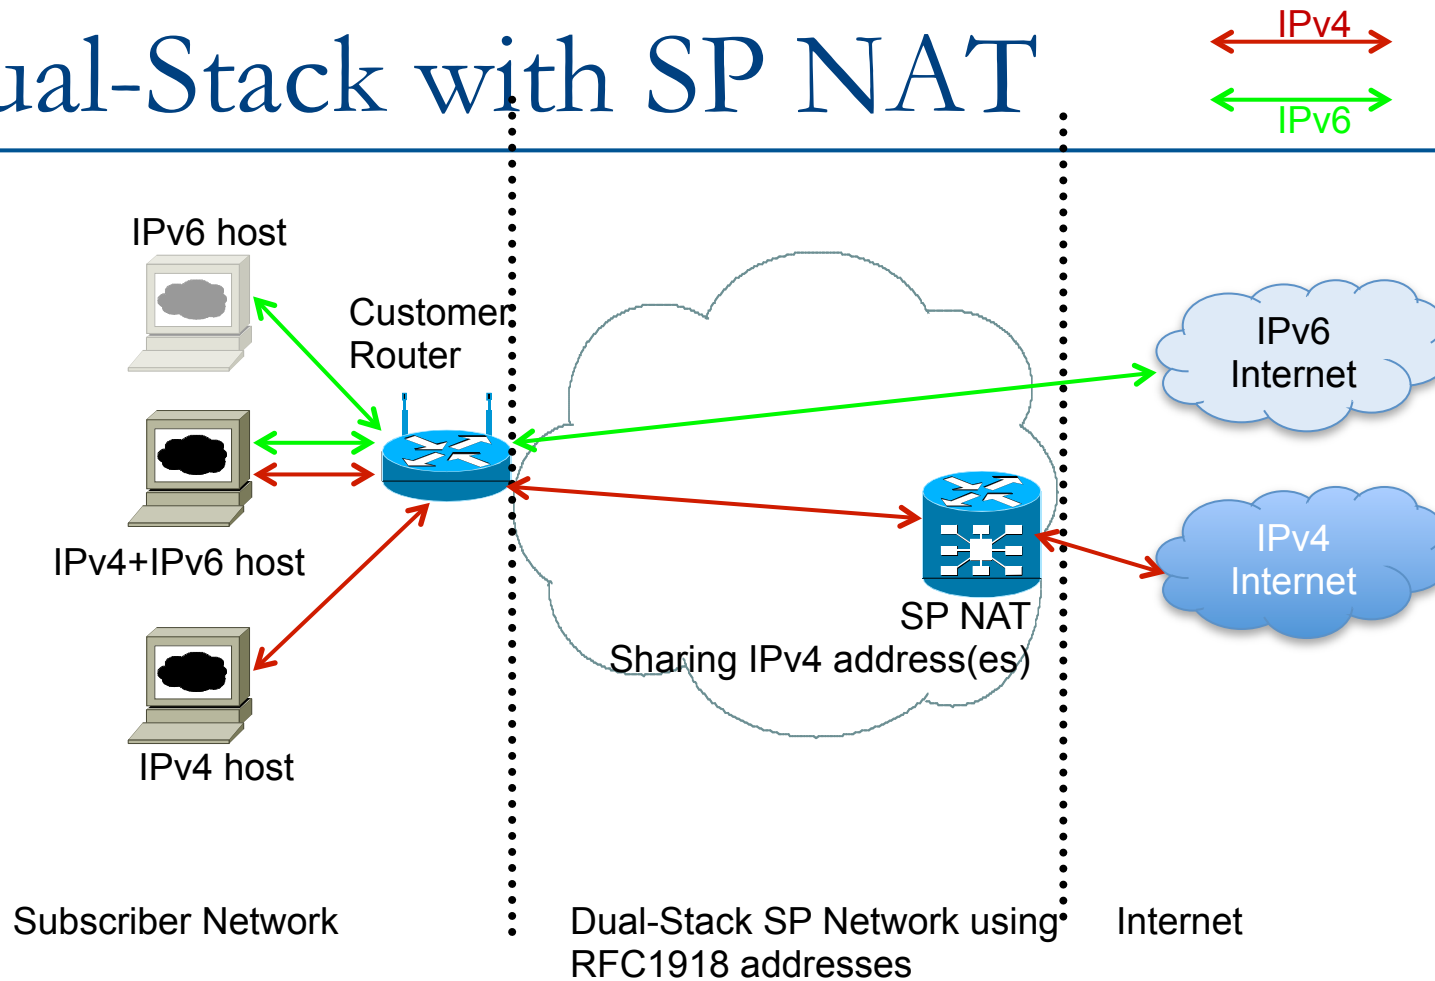 ual-Stack with SP NAT
IPv4
IPv6
IPv6 host
Customer
Router
IPv6
Internet
IPv4+IPv6 host
IPv4
Internet
SP NAT
Sharing IPv4 address(es)
IPv4 host
Subscriber Network
Dual-Stack SP Network using
RFC1918 addresses
Internet